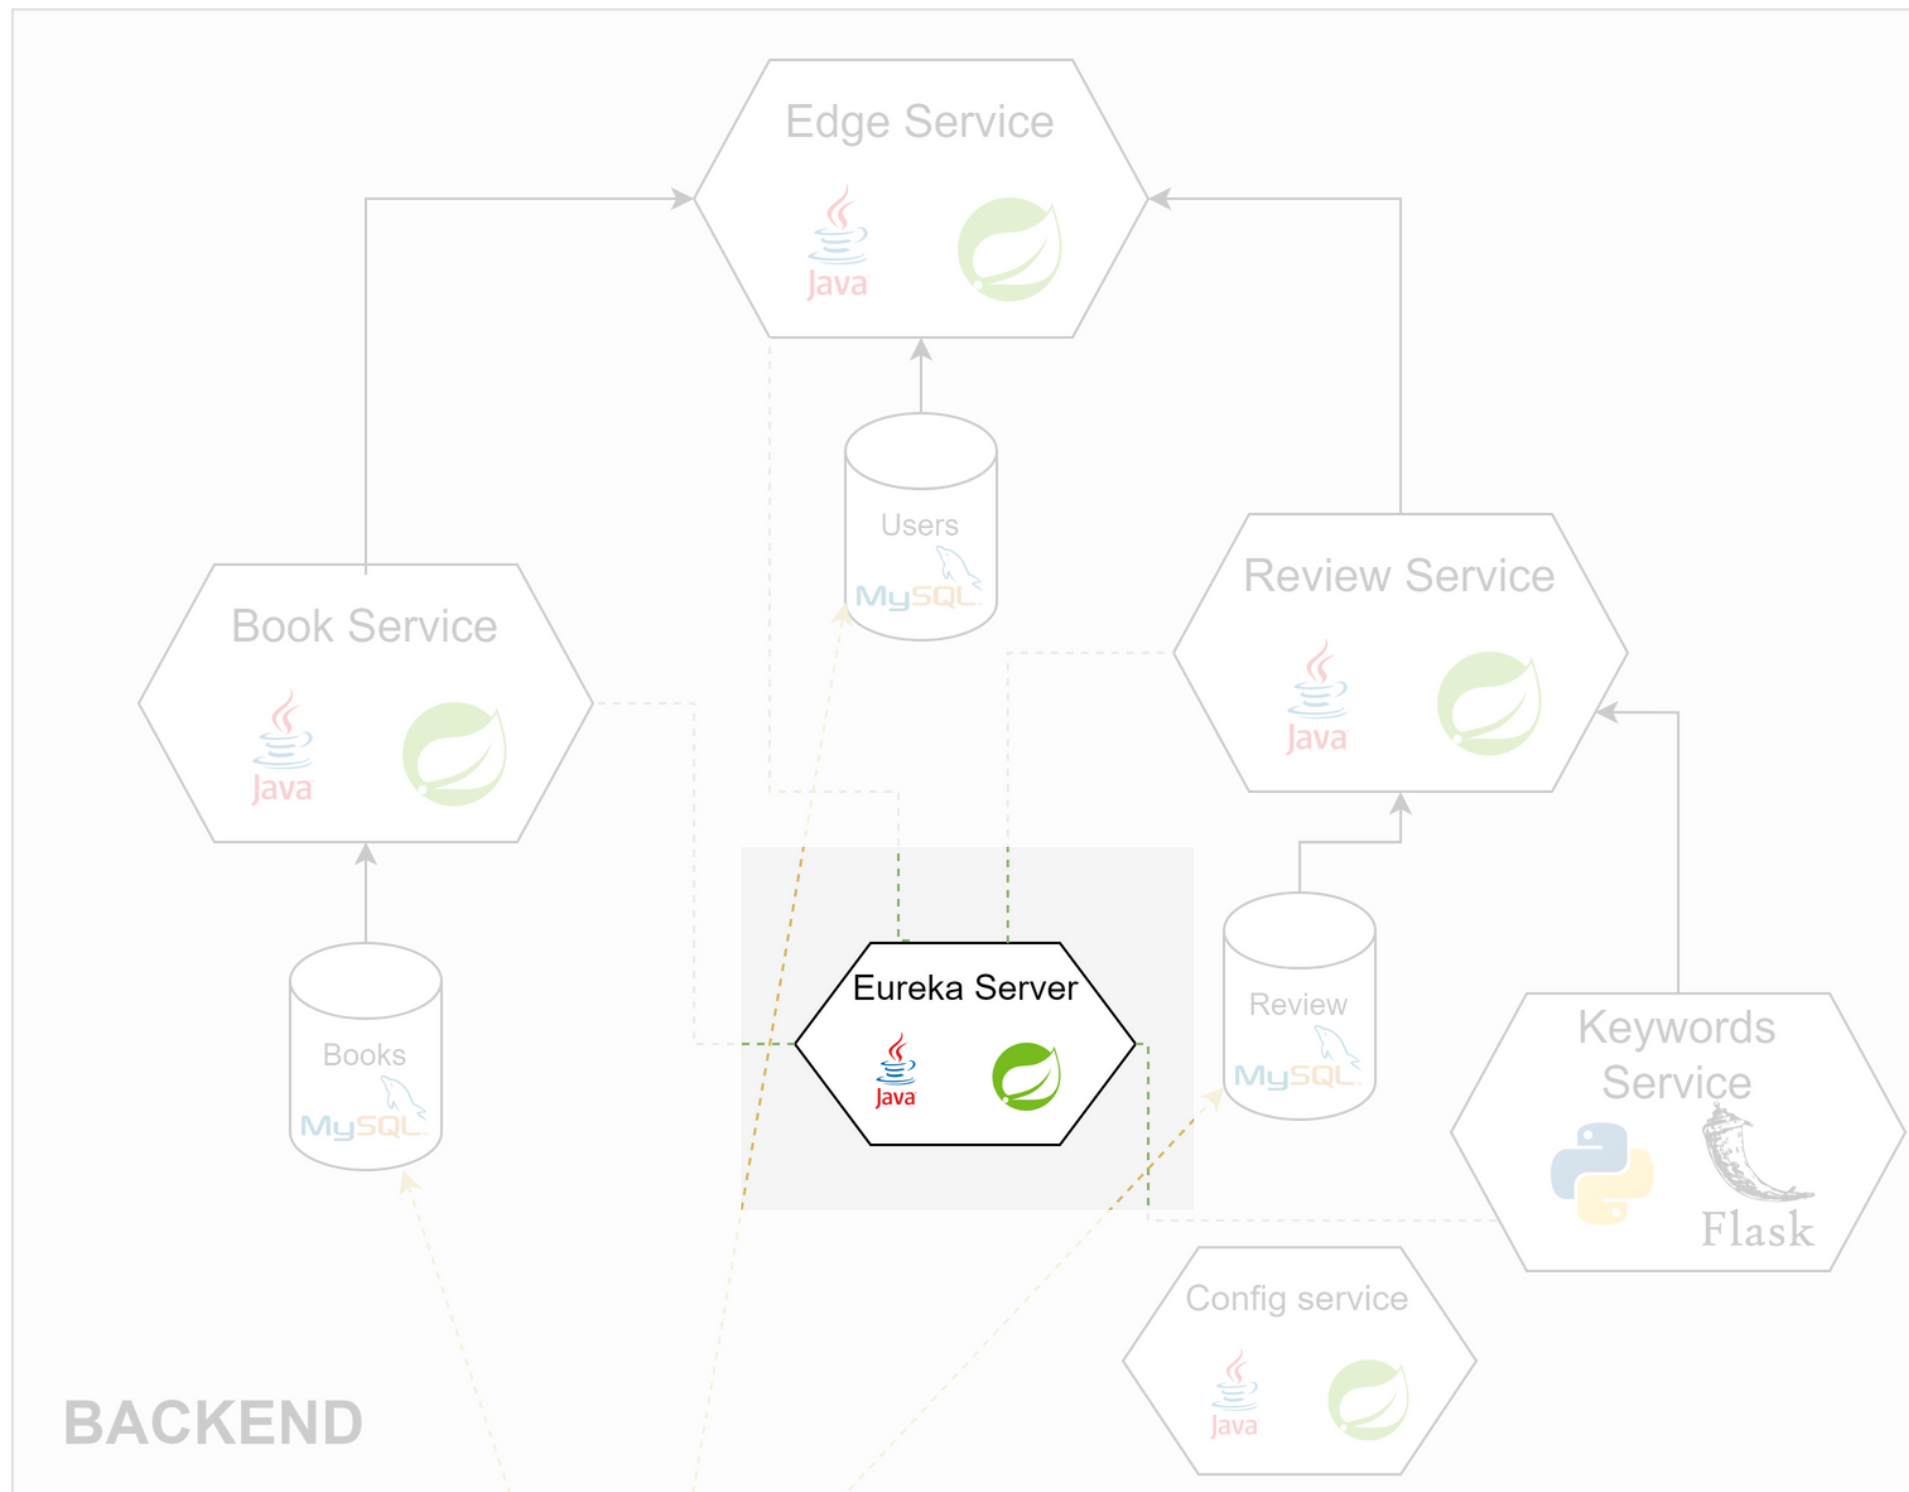 Edge Service
Java
Users
MySQL
Book Service
Java
Review Service
Java
Eureka Server
Java
Books
MySQL
Review
MySQL
Keywords
Service
Flask
Config service
Java
BACKEND